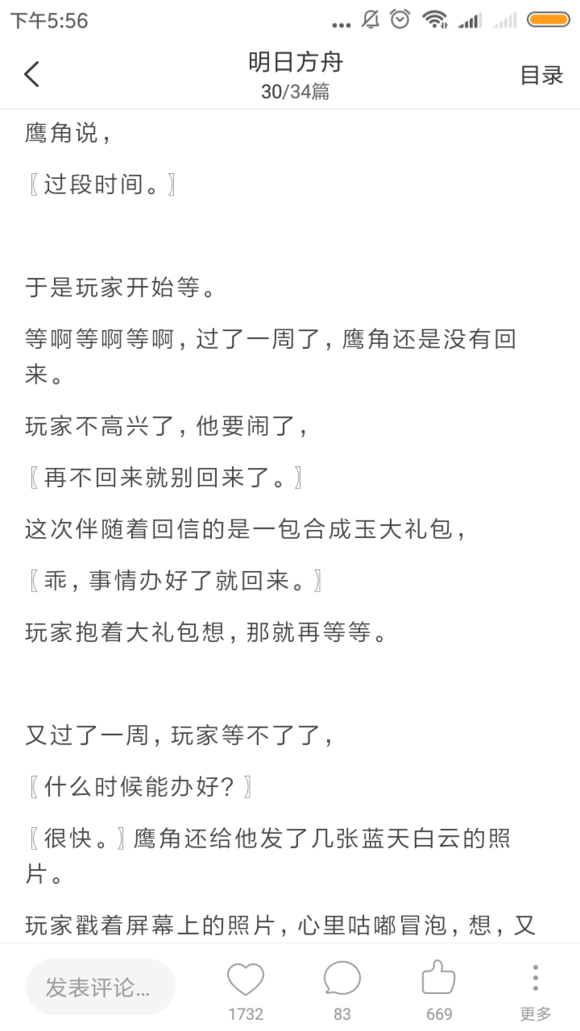 下午5:56
明日方舟
30/34篇
目录
鹰角说，
〖过段时间。〗
于是玩家开始等。
等啊等啊等啊，过了一周了，鹰角还是没有回
来。
玩家不高兴了，他要闹了，
〖再不回来就别回来了。〗
这次伴随着回信的是一包合成玉大礼包，
〖乖，事情办好了就回来。〗
玩家抱着大礼包想，那就再等等。
又过了一周，玩家等不了了，
〖什么时候能办好？〗
〖很快。〗鹰角还给他发了几张蓝天白云的照
片。
玩家戳着屏幕上的照片，心里咕嘟冒泡，想，又
发表评论...
1732
83
669
更多